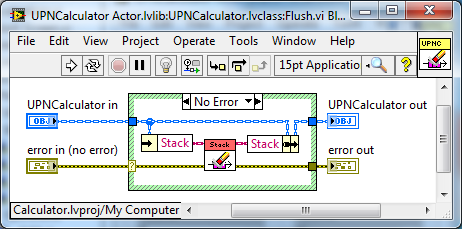 UPNCalculator Actor.lvlib:UPNCalculator.lvclass:Flush.vi Bl...
File Edit View Project Operate Tools Window Help
UPNC
15pt Applicatio
UPNCalculator in
No Error
UPNCalculator out
OBJ
OBJ
Stack
Stack
Stack
error in (no error)
error out
?
Calculator.lvproj/My Computer